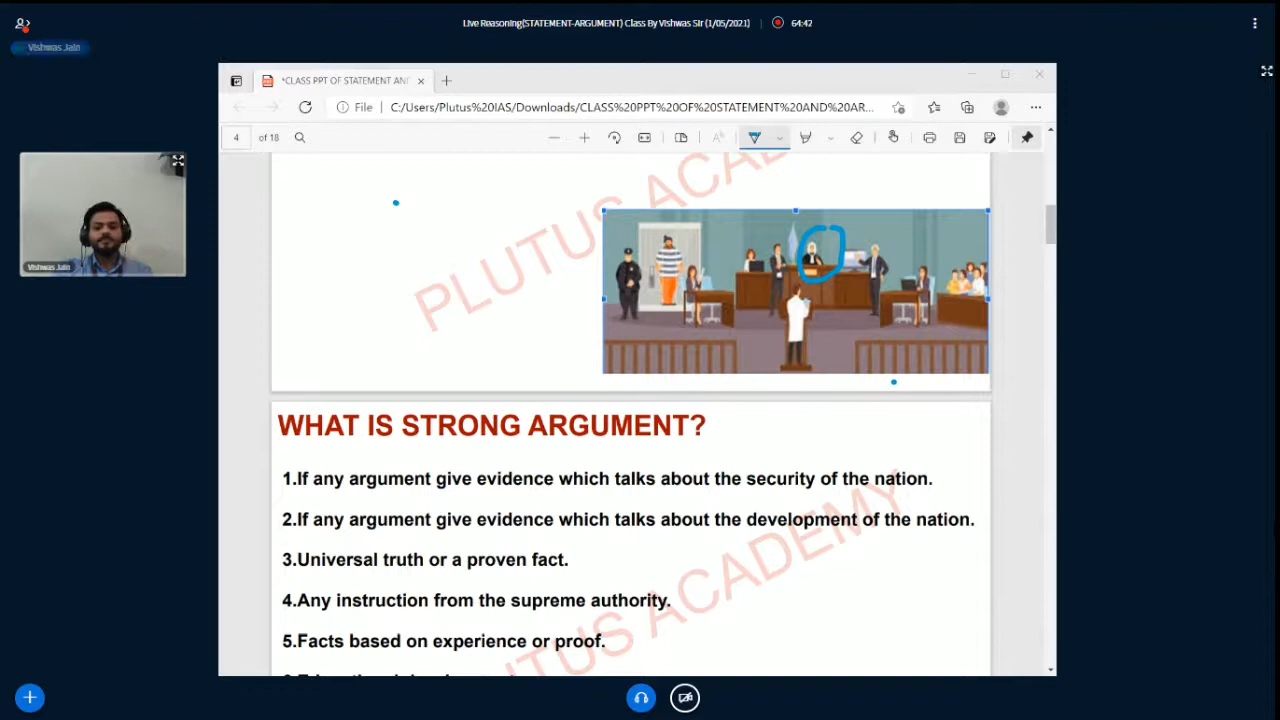 Live Reasoning(STATEMENT-ARGUMENT) Class By Vishwas Sir (1/05/2021)
64:42
Vishwas Jain
*CLASS PPT OF STATEMENT AN
File
C:/Users/Plutus%20IAS/Downloads/CLASS%20PPT%20OF%20STATEMENT%20AND%20AR...
4 of 18
PLUTUS ACAD
Vishwas Jain
WHAT IS STRONG ARGUMENT?
1.If any argument give evidence which talks about the security of the nation.
2.If any argument give evidence which talks about the development of the nation.
3.Universal truth or a proven fact.
4.Any instruction from the supreme authority.
5.Facts based on experience or proof.
PLUTUS ACADEMY